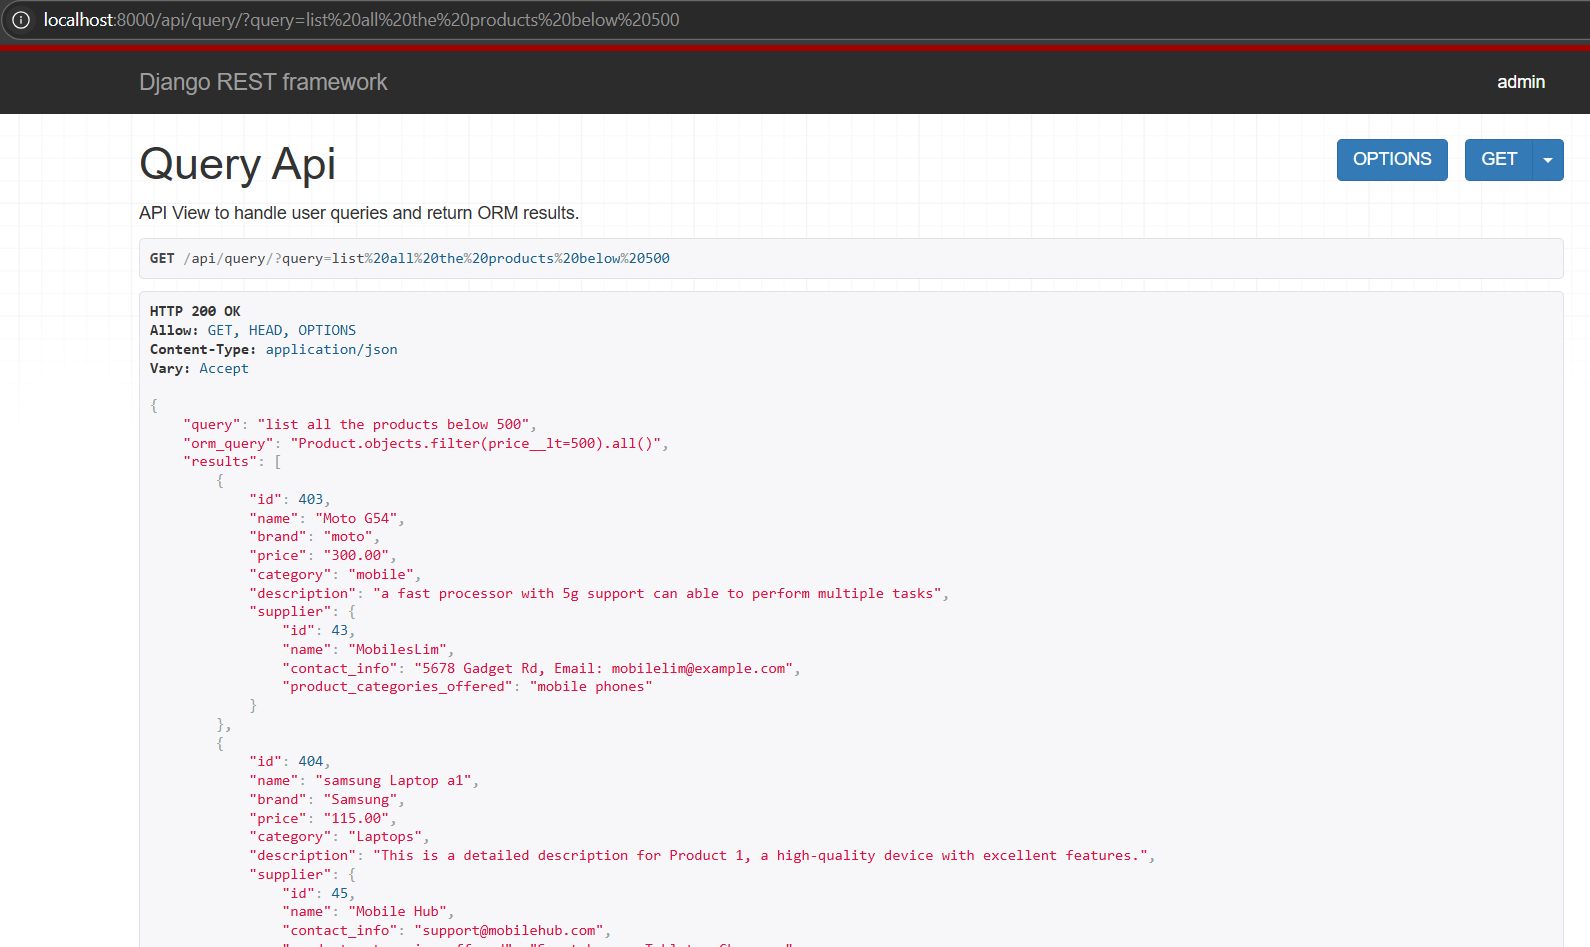 localhost:8000/api/query/?query=list%20all%20the%20products%20below%20500
Django REST framework
admin
Query Api
OPTIONS
GET
API View to handle user queries and return ORM results.
GET /api/query/?query=list%20all%20the%20products%20below%20500
HTTP 200 OK
Allow: GET, HEAD, OPTIONS
Content-Type: application/json
Vary: Accept
{
    "query": "list all the products below 500",
    "orm_query": "Product.objects.filter(price__lt=500).all()",
    "results": [
        {
            "id": 403,
            "name": "Moto G54",
            "brand": "moto",
            "price": "300.00",
            "category": "mobile",
            "description": "a fast processor with 5g support can able to perform multiple tasks",
            "supplier": {
                "id": 43,
                "name": "MobilesLim",
                "contact_info": "5678 Gadget Rd, Email: mobilelim@example.com",
                "product_categories_offered": "mobile phones"
            }
        },
        {
            "id": 404,
            "name": "samsung Laptop a1",
            "brand": "Samsung",
            "price": "115.00",
            "category": "Laptops",
            "description": "This is a detailed description for Product 1, a high-quality device with excellent features.",
            "supplier": {
                "id": 45,
                "name": "Mobile Hub",
                "contact_info": "support@mobilehub.com",